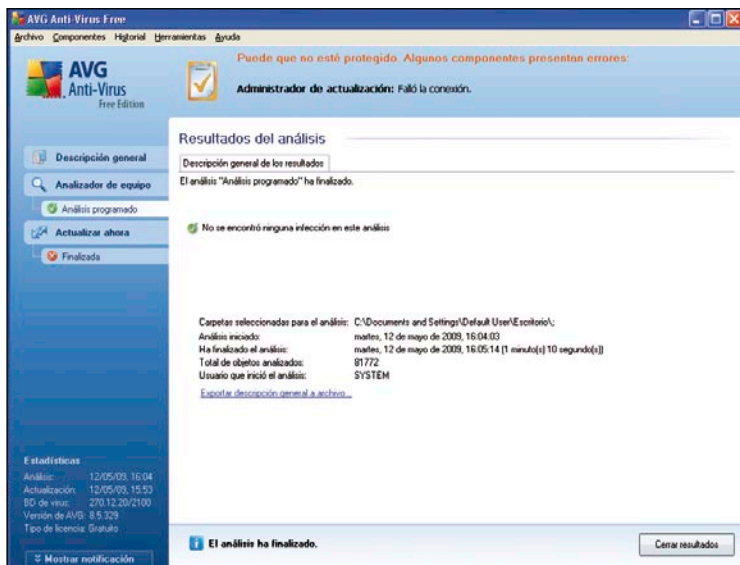 AVG Anti-Virus Free
Archivo Componentes Historial Herramientas Ayuda
AVG
Anti-Virus
Free Edition
Puede que no esté protegido. Algunos componentes presentan errores:
Administrador de actualización: Falló la conexión.
Descripción general
Analizador de equipo
Análisis programado
Actualizar ahora
Finalizada
Resultados del análisis
Descripción general de los resultados
El análisis "Análisis programado" ha finalizado.
No se encontró ninguna infección en este análisis
Carpetas seleccionadas para el análisis: C:\Documents and Settings\Default User\Escritorio\;
Análisis iniciado: martes, 12 de mayo de 2009, 16:04:03
Ha finalizado el análisis: martes, 12 de mayo de 2009, 16:05:14 (1 minuto(s) 10 segundo(s))
Total de objetos analizados: 81772
Usuario que inició el análisis: SYSTEM
Exportar descripción general a archivo...
Estadísticas
Análisis: 12/05/09, 16:04
Actualización: 12/05/09, 15:53
BD de virus: 270.12.20/2100
Versión de AVG: 8.5.329
Tipo de licencia: Gratuito
Mostrar notificación
El análisis ha finalizado.
Cerrar resultados